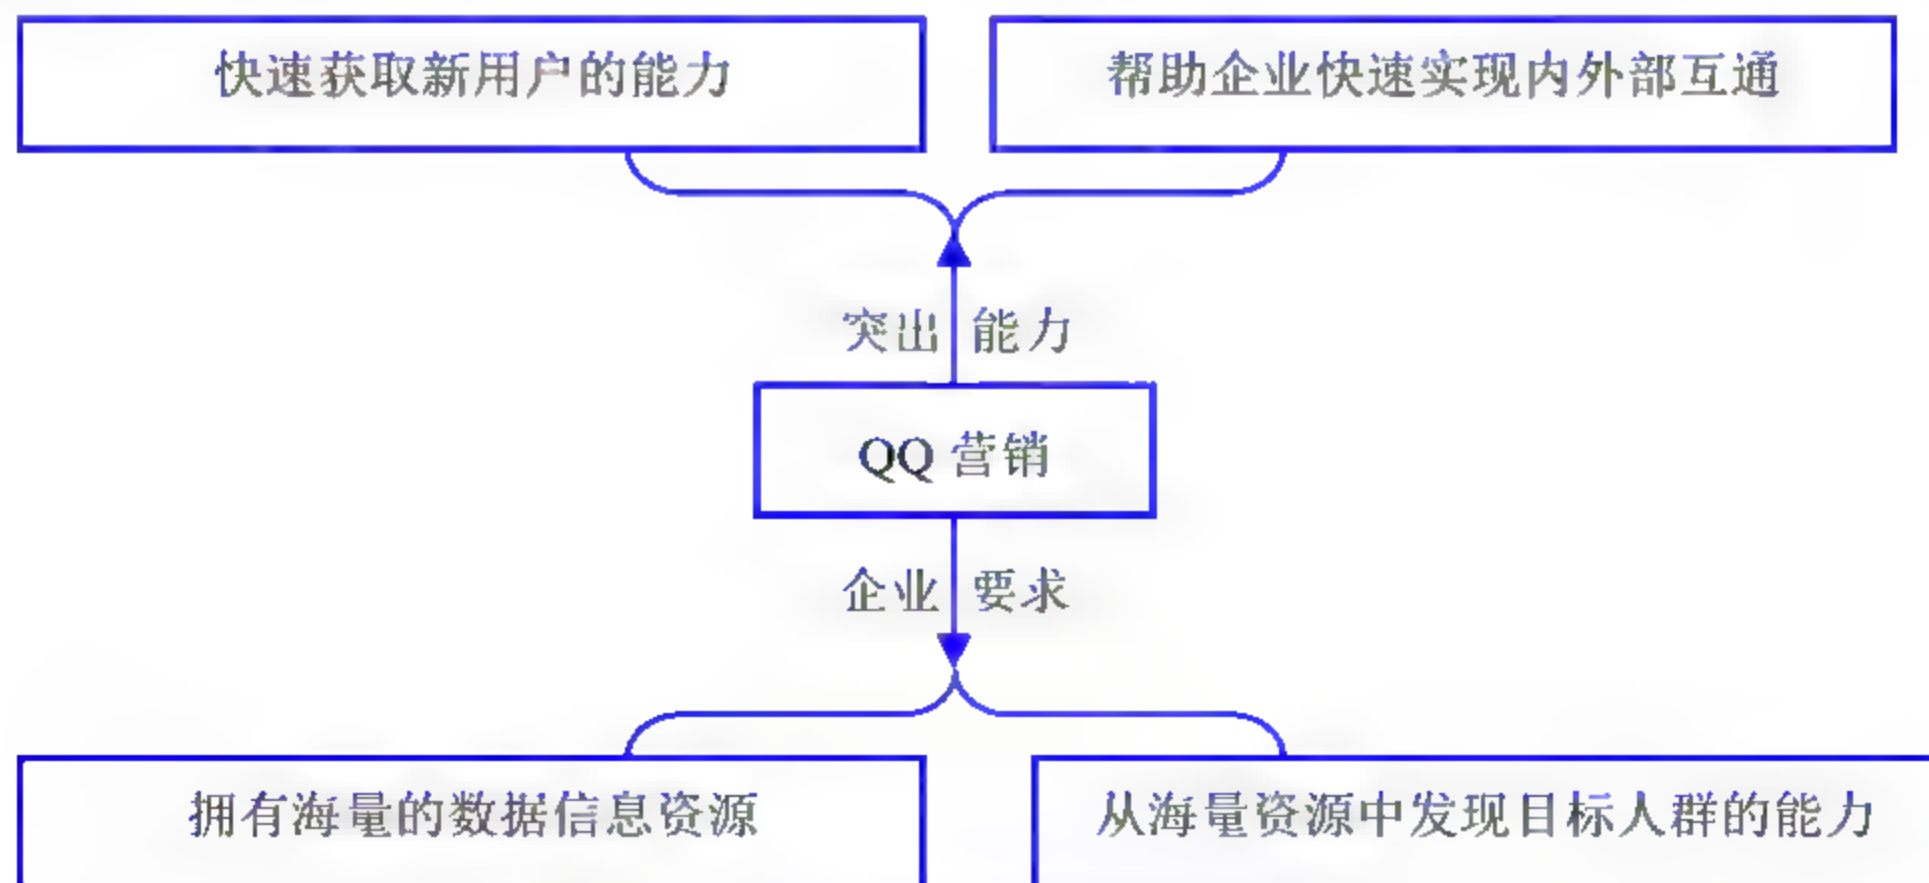 快速获取新用户的能力
帮助企业快速实现内外部互通
突出 能力
QQ 营销
企业 要求
拥有海量的数据信息资源
从海量资源中发现目标人群的能力